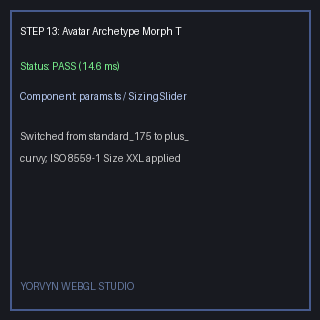 STEP 13: Avatar Archetype Morph T
Status: PASS (14.6 ms)
Component: params.ts / SizingSlider
Switched from standard_175 to plus_
curvy; ISO 8559-1 Size XXL applied
YORVYN WEBGL STUDIO